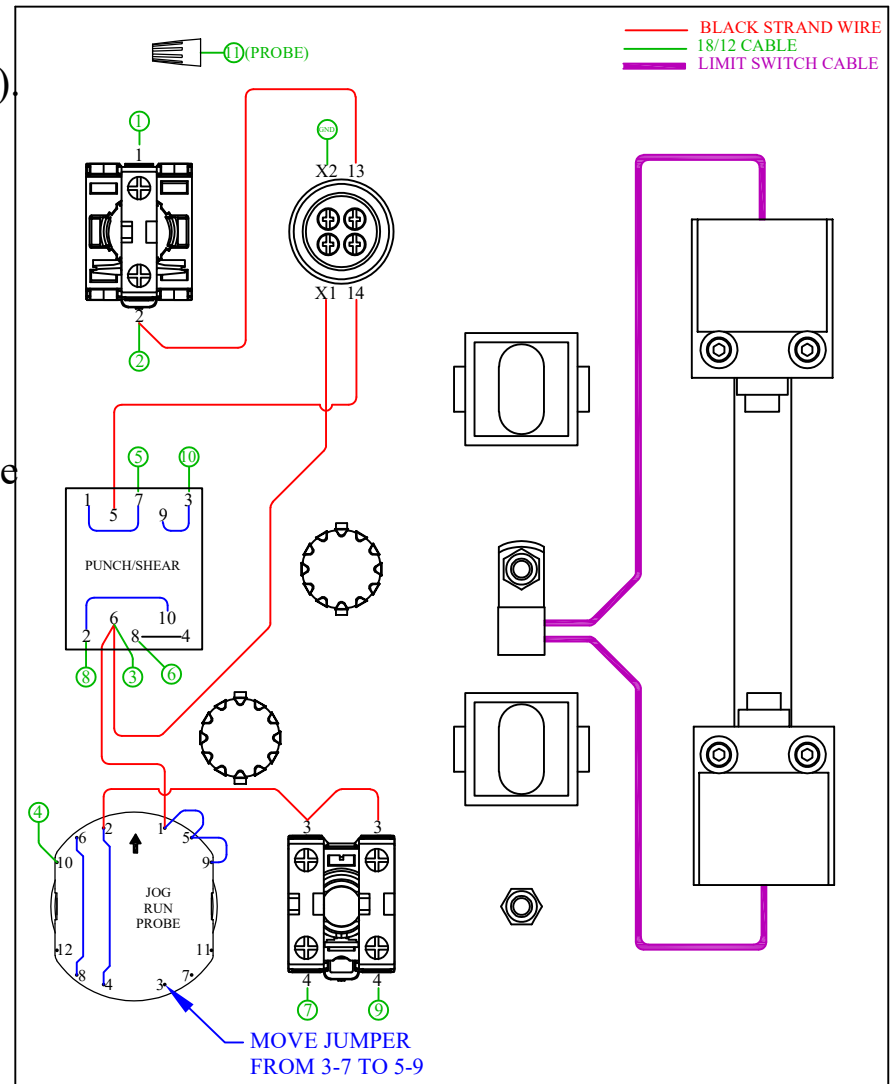 BLACK STRAND WIRE
18/12 CABLE
LIMIT SWITCH CABLE
11 (PROBE)
).
1
GND
1
X2 13
X1 14
2
2
e
5 10
1 5 7 9 3
PUNCH/SHEAR
2 6 8 10 4
8 3 6
4
6 2 1 5
10 9
JOG
RUN
PROBE
12 11
8 4 3 7
3 3
4 4
7 9
MOVE JUMPER
FROM 3-7 TO 5-9